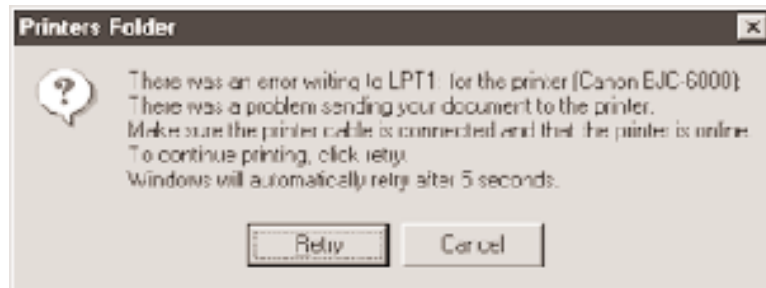 Printers Folder
There was an error writing to LPT1: for the printer (Canon BJC-6000):
There was a problem sending your document to the printer.
Make sure the printer cable is connected and that the printer is online.
To continue printing, click retry.
Windows will automatically retry after 5 seconds.
Retry
Cancel